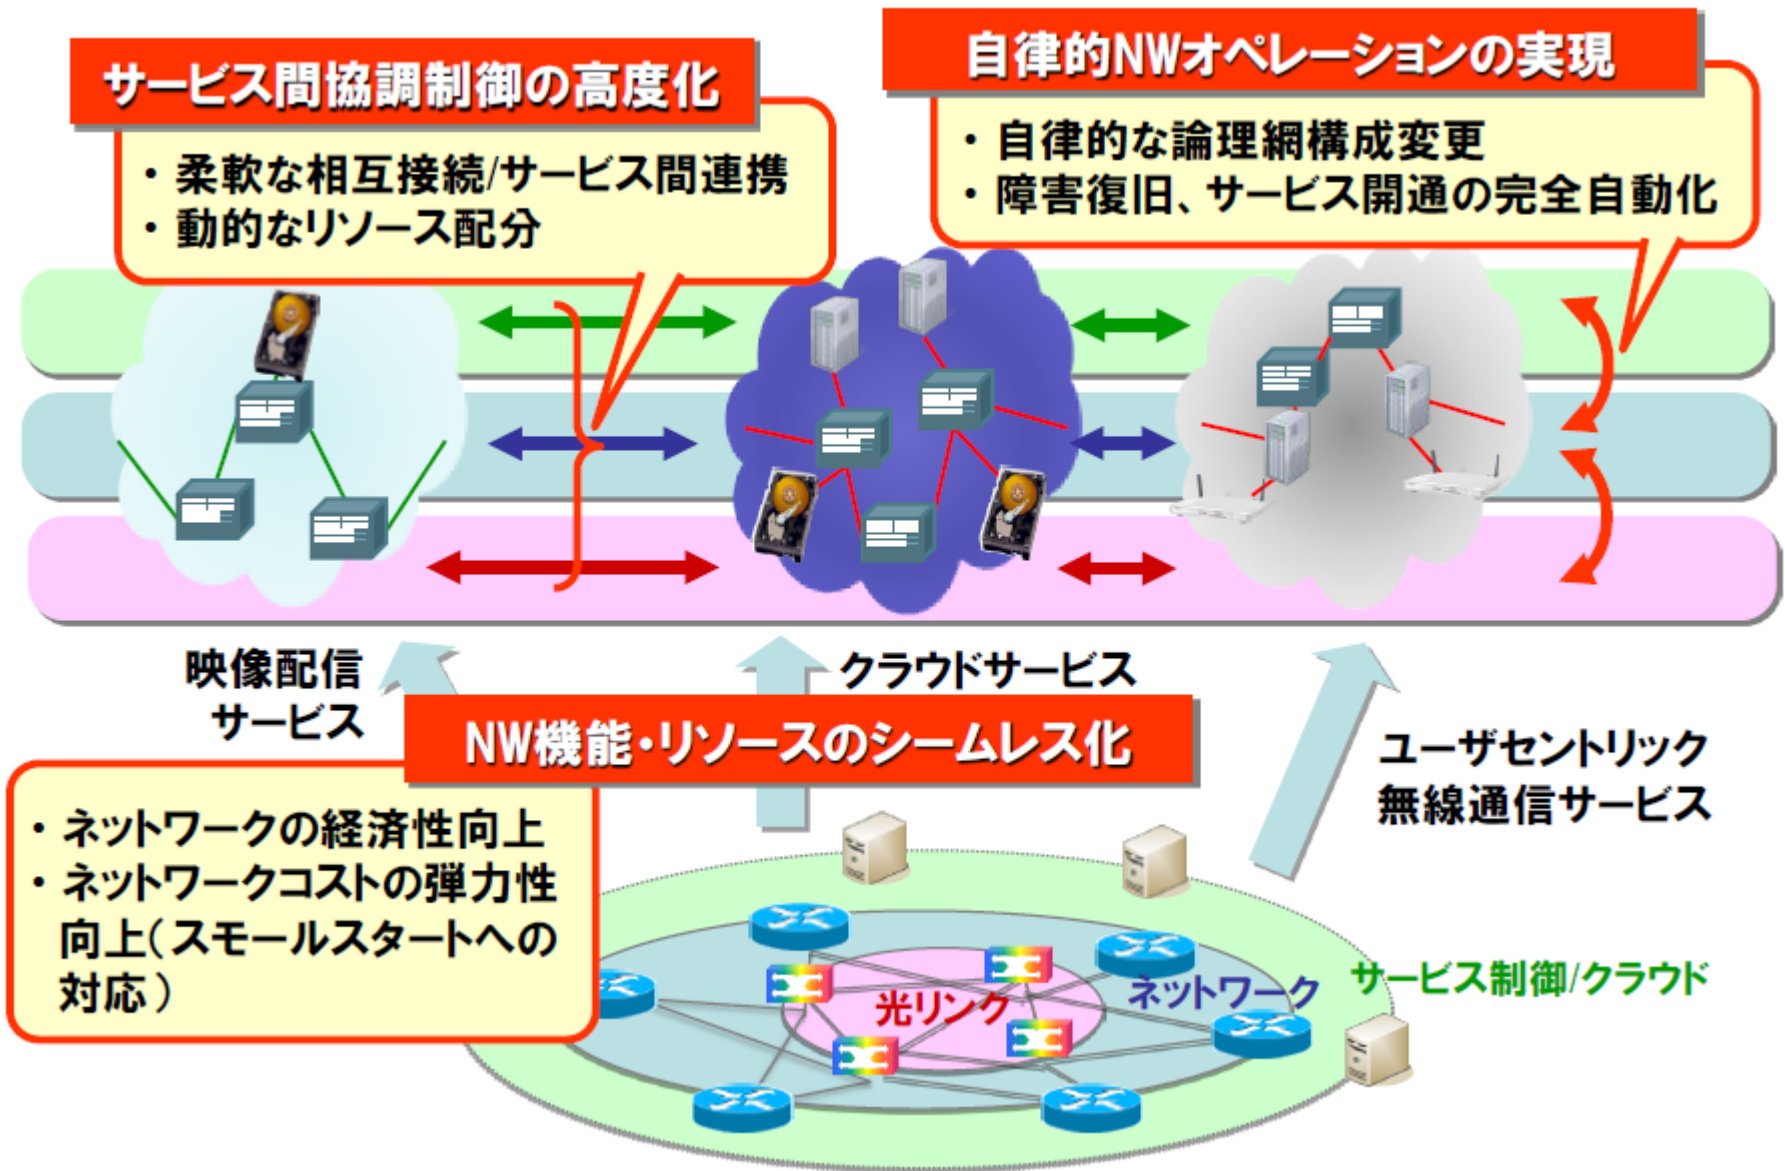 サービス間協調制御の高度化
・柔軟な相互接続/サービス間連携
・動的なリソース配分
自律的NWオペレーションの実現
・自律的な論理網構成変更
・障害復旧、サービス開通の完全自動化
映像配信
サービス
クラウドサービス
ユーザセントリック
無線通信サービス
NW機能・リソースのシームレス化
・ネットワークの経済性向上
・ネットワークコストの弾力性
向上(スモールスタートへの
対応)
光リンク
ネットワーク
サービス制御/クラウド